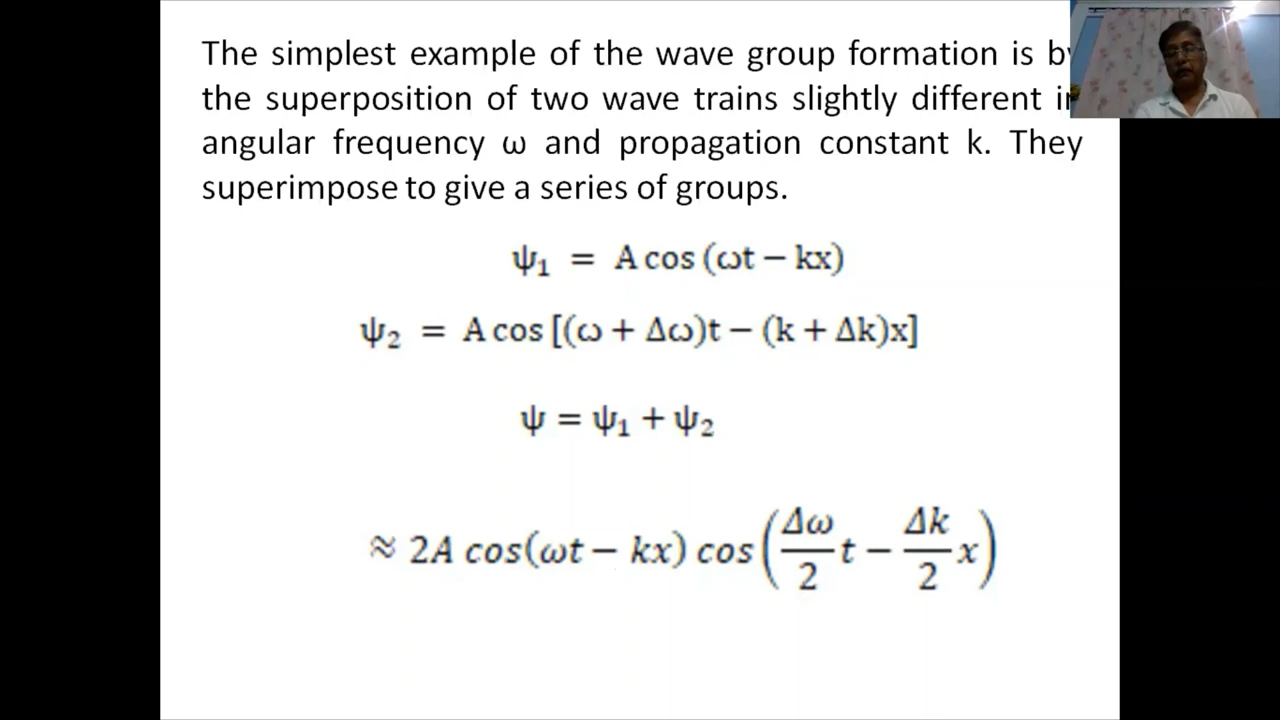 The simplest example of the wave group formation is
the superposition of two wave trains slightly different
angular frequency ω and propagation constant k. They
superimpose to give a series of groups.
ψ₁ = A cos (ωt − kx)
ψ₂ = A cos [(ω + Δω)t − (k + Δk)x]
ψ = ψ₁ + ψ₂
≈ 2A cos(ωt − kx) cos(Δω/2 t − Δk/2 x)